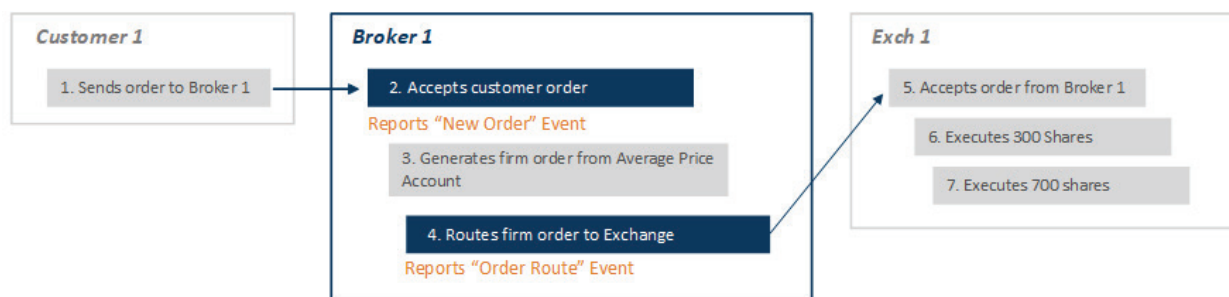 Customer 1
1. Sends order to Broker 1
Broker 1
2. Accepts customer order
Reports “New Order” Event
3. Generates firm order from Average Price
Account
4. Routes firm order to Exchange
Reports “Order Route” Event
Exch 1
5. Accepts order from Broker 1
6. Executes 300 Shares
7. Executes 700 shares